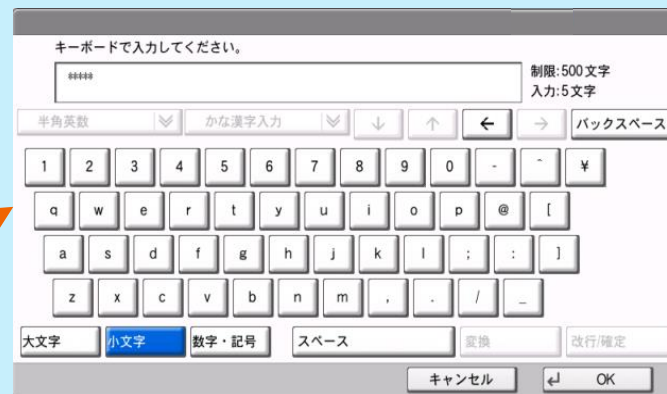 キーボードで入力してください。
*****
制限:500文字
入力:5文字
半角英数 かな漢字入力 ↓ ↑ ← → バックスペース
1 2 3 4 5 6 7 8 9 0 - ^ ¥
q w e r t y u i o p @ [
a s d f g h j k l ; : ]
z x c v b n m , . / _
大文字 小文字 数字・記号 スペース 変換 改行/確定
キャンセル OK